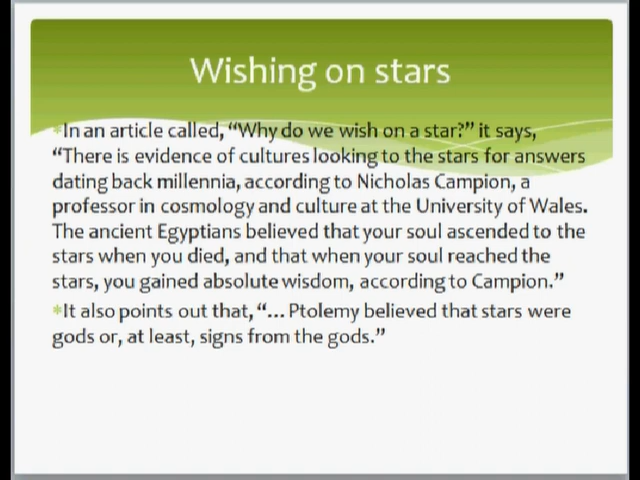 Wishing on stars
*In an article called, “Why do we wish on a star?” it says,
“There is evidence of cultures looking to the stars for answers
dating back millennia, according to Nicholas Campion, a
professor in cosmology and culture at the University of Wales.
The ancient Egyptians believed that your soul ascended to the
stars when you died, and that when your soul reached the
stars, you gained absolute wisdom, according to Campion.”
*It also points out that, “... Ptolemy believed that stars were
gods or, at least, signs from the gods.”